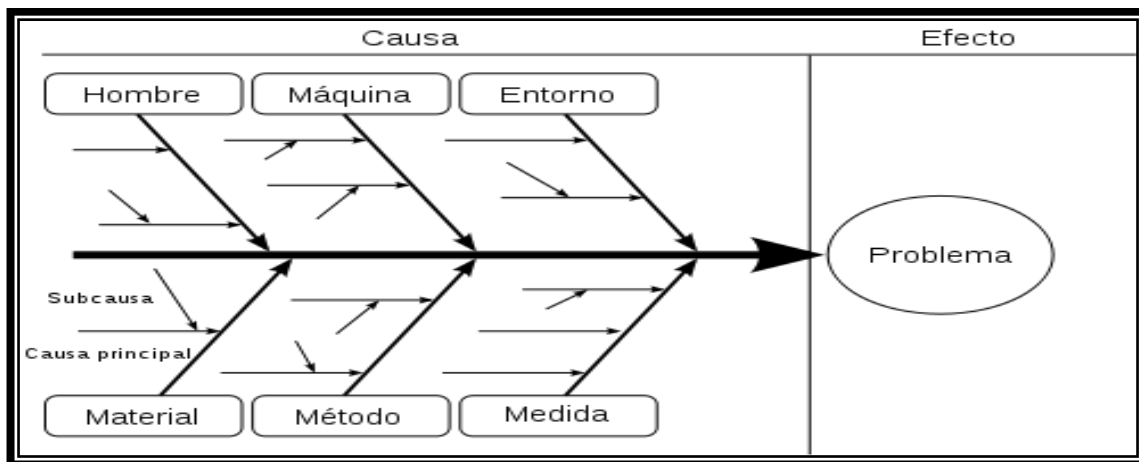 Causa
Efecto
Hombre
Máquina
Entorno
Problema
Subcausa
Causa principal
Material
Método
Medida